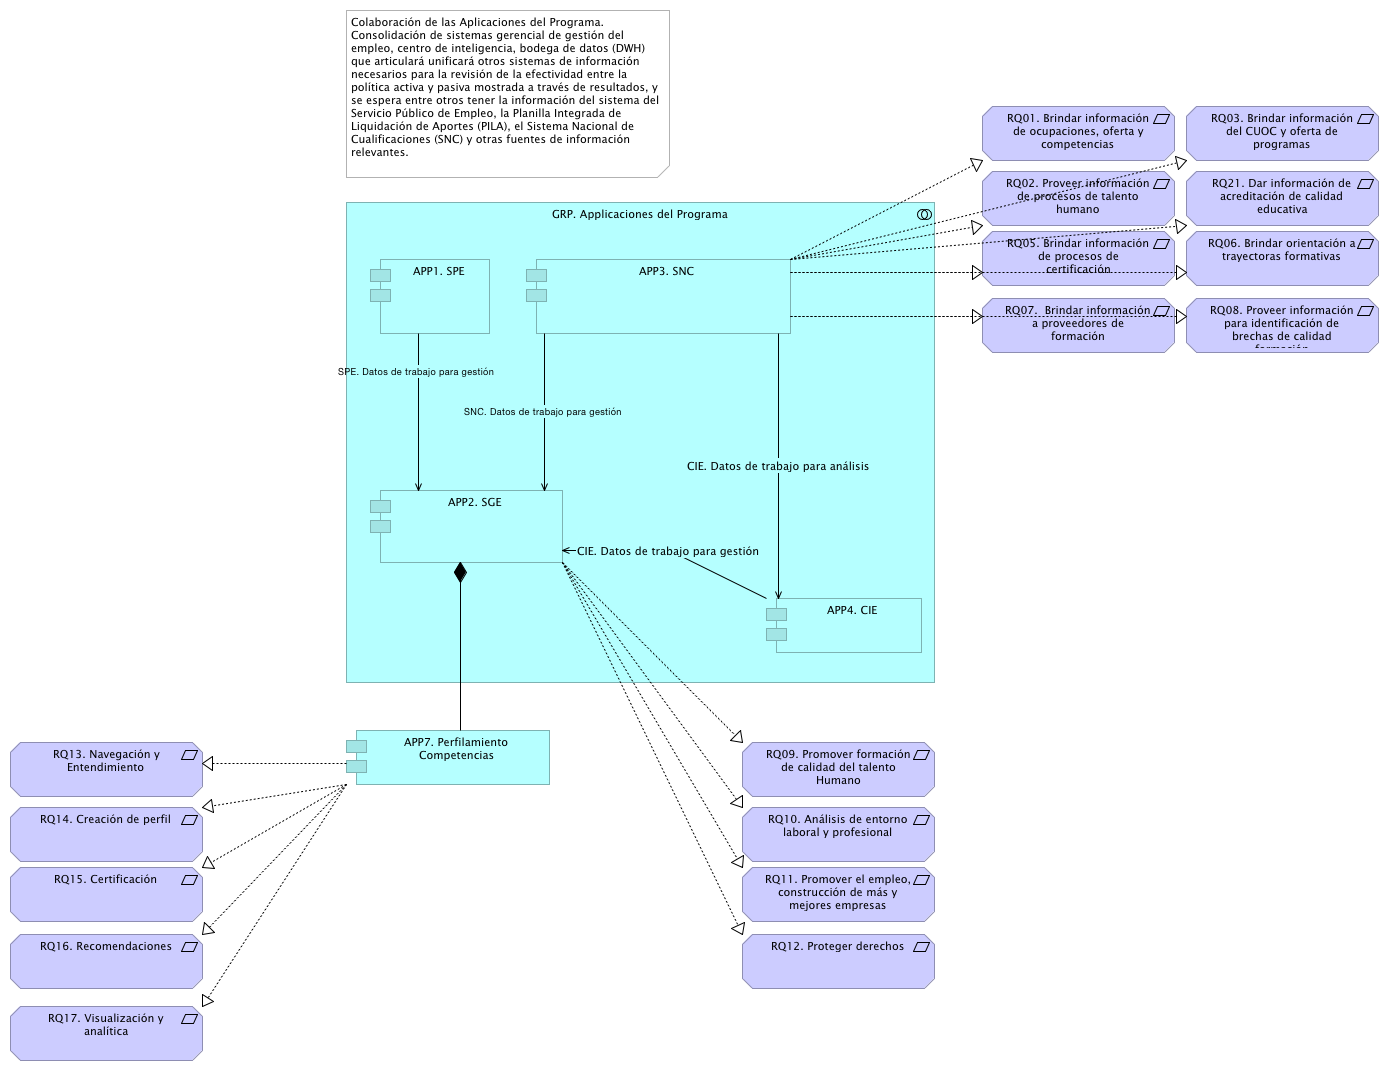 Colaboración de las Aplicaciones del Programa.
Consolidación de sistemas gerencial de gestión del
empleo, centro de inteligencia, bodega de datos (DWH)
que articulará unificará otros sistemas de información
necesarios para la revisión de la efectividad entre la
política activa y pasiva mostrada a través de resultados, y
se espera entre otros tener la información del sistema del
Servicio Público de Empleo, la Planilla Integrada de
Liquidación de Aportes (PILA), el Sistema Nacional de
Cualificaciones (SNC) y otras fuentes de información
relevantes.
RQ01. Brindar información
de ocupaciones, oferta y
competencias
RQ03. Brindar información
del CUOC y oferta de
programas
RQ02. Proveer información
de procesos de talento
humano
RQ21. Dar información de
acreditación de calidad
educativa
RQ05. Brindar información
de procesos de
certificación
RQ06. Brindar orientación a
trayectoras formativas
RQ07.  Brindar información
a proveedores de
formación
RQ08. Proveer información
para identificación de
brechas de calidad
formación
GRP. Applicaciones del Programa
APP1. SPE
APP3. SNC
SPE. Datos de trabajo para gestión
SNC. Datos de trabajo para gestión
CIE. Datos de trabajo para análisis
APP2. SGE
CIE. Datos de trabajo para gestión
APP4. CIE
APP7. Perfilamiento
Competencias
RQ13. Navegación y
Entendimiento
RQ14. Creación de perfil
RQ15. Certificación
RQ16. Recomendaciones
RQ17. Visualización y
analítica
RQ09. Promover formación
de calidad del talento
Humano
RQ10. Análisis de entorno
laboral y profesional
RQ11. Promover el empleo,
construcción de más y
mejores empresas
RQ12. Proteger derechos